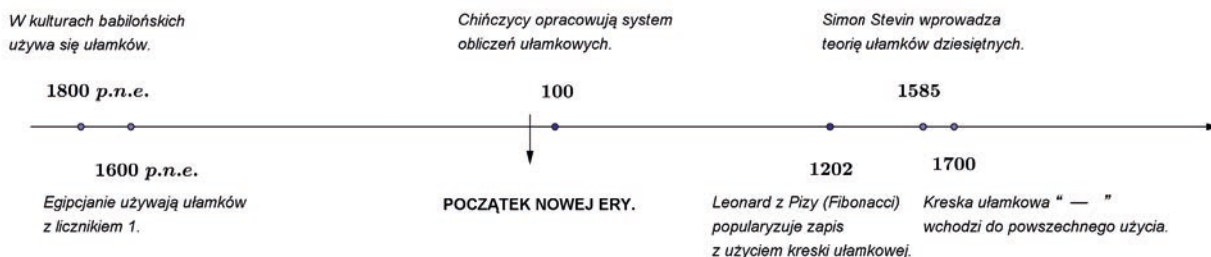 W kulturach babilońskich
używa się ułamków.
Chińczycy opracowują system
obliczeń ułamkowych.
Simon Stevin wprowadza
teorię ułamków dziesiętnych.
1800 p.n.e.
100
1585
1600 p.n.e.
1202
1700
Egipcjanie używają ułamków
z licznikiem 1.
POCZĄTEK NOWEJ ERY.
Leonard z Pizy (Fibonacci)
popularyzuje zapis
z użyciem kreski ułamkowej.
Kreska ułamkowa “ — ”
wchodzi do powszechnego użycia.